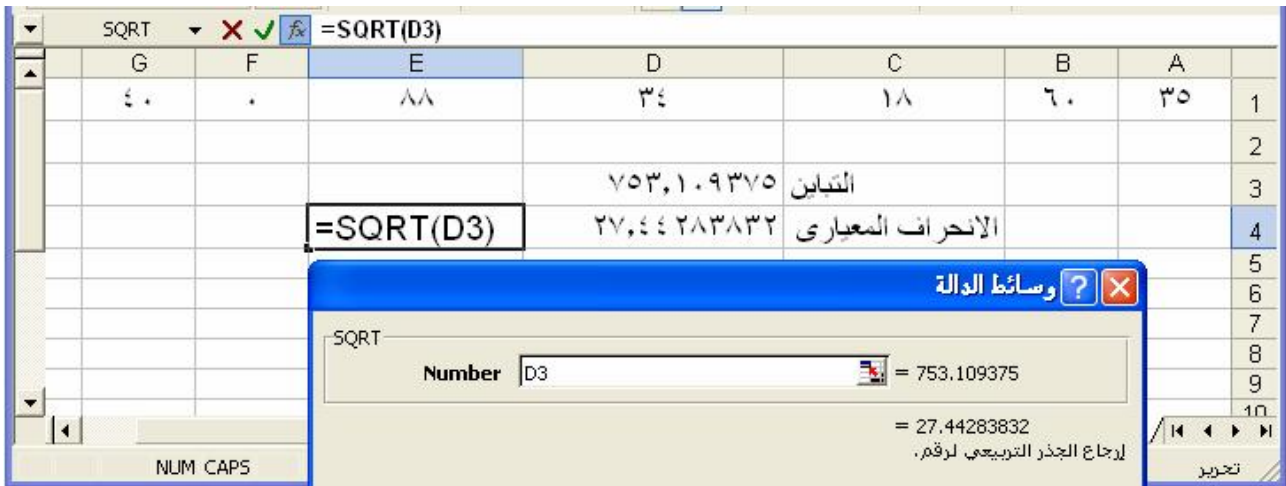 SQRT =SQRT(D3)
G F E D C B A
٤٠ ٠ ٨٨ ٣٤ ١٨ ٦٠ ٣٥ 1
2
التباين ٧٥٣,١٠٩٣٧٥ 3
الانحراف المعيارى ٢٧,٤٤٢٨٣٨٣٢ =SQRT(D3) 4
5
وسائط الدالة 6
7
SQRT
8
Number D3 = 753.109375
9
10
= 27.44283832
إرجاع الجذر التربيعي لرقم.
NUM CAPS تحرير